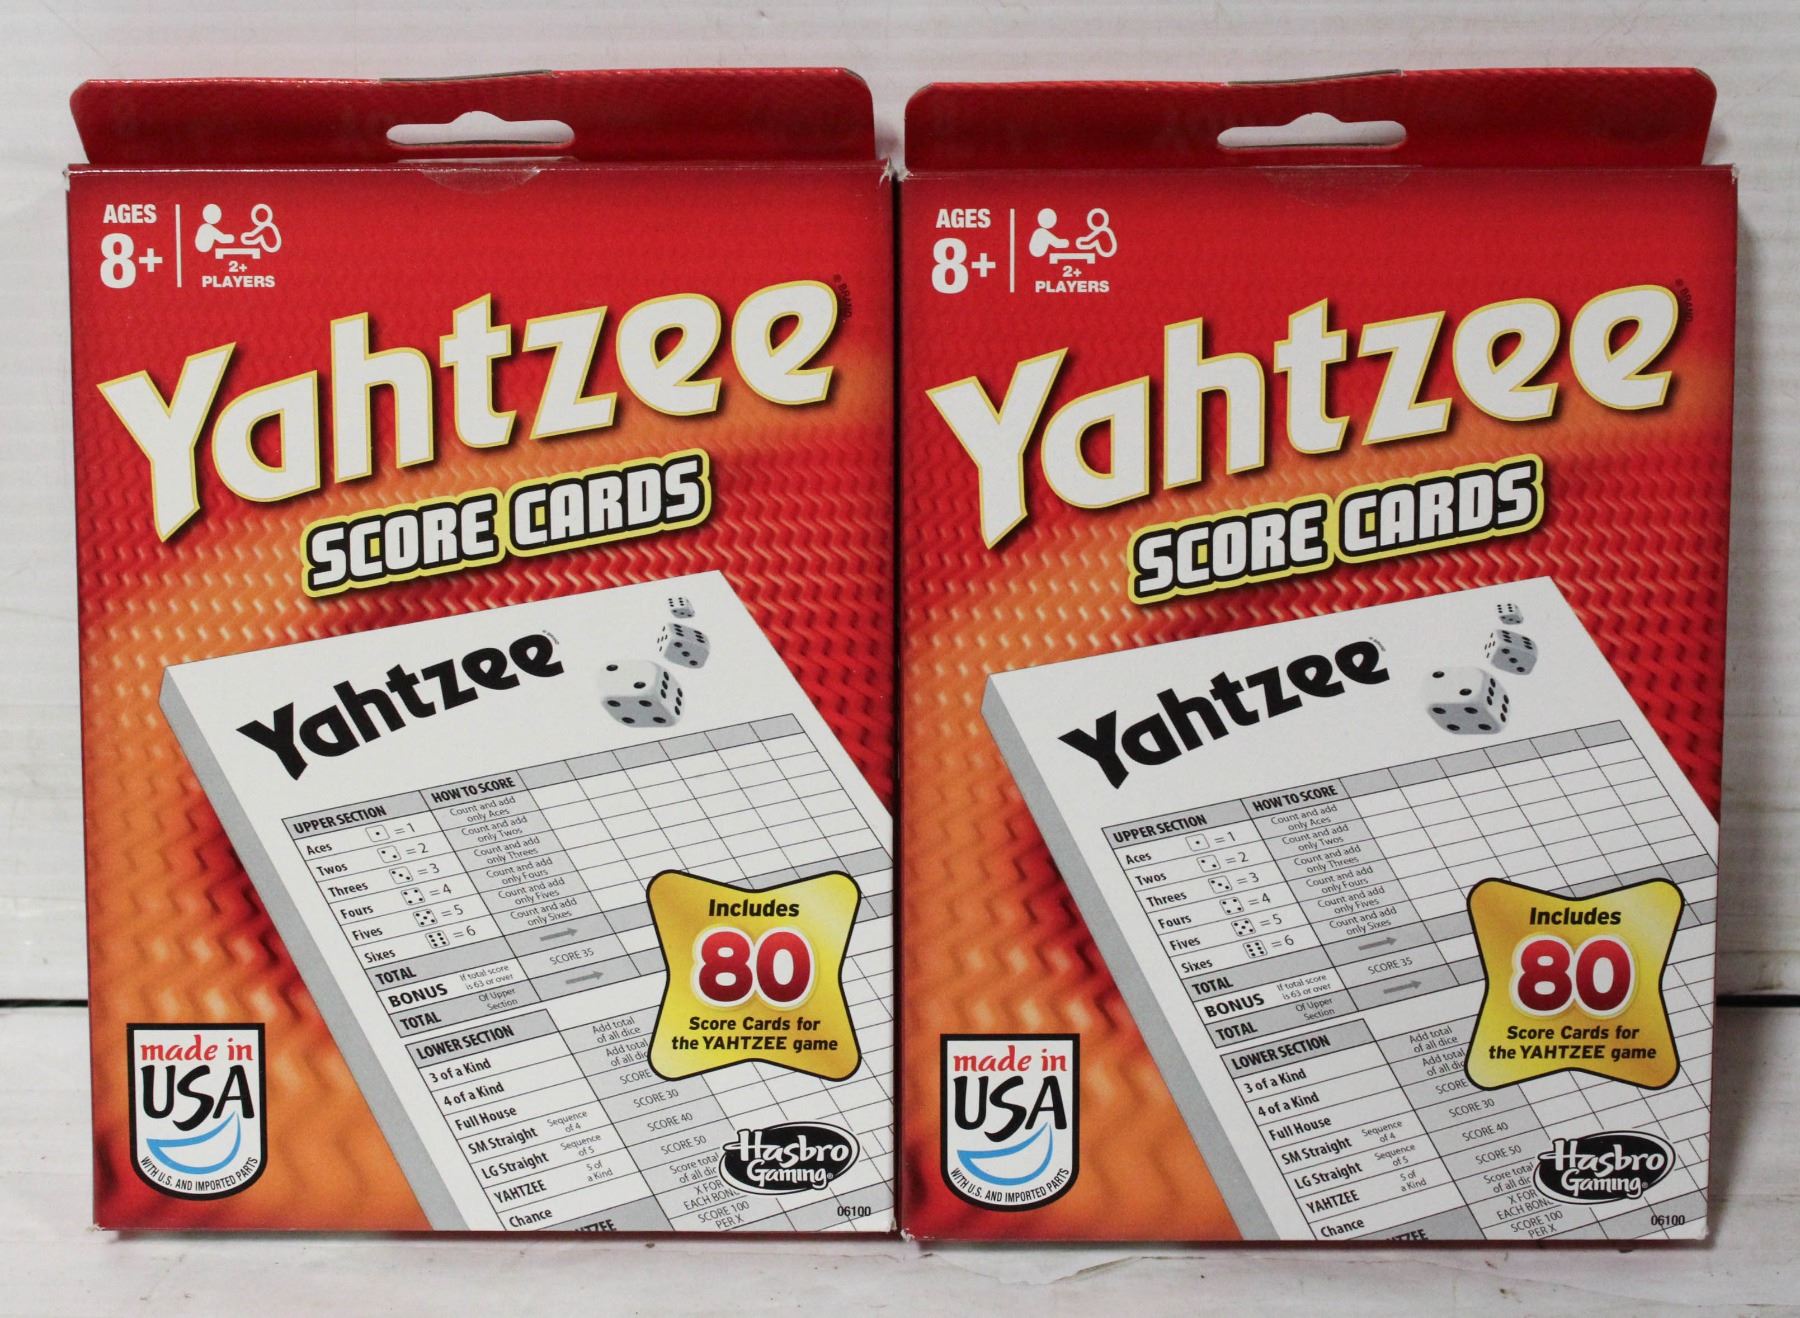 AGES
8+
2+
PLAYERS
Yahtzee
® BRAND
SCORE CARDS
Yahtzee
UPPER SECTION HOW TO SCORE
Aces = 1 Count and add only Aces
Twos = 2 Count and add only Twos
Threes = 3 Count and add only Threes
Fours = 4 Count and add only Fours
Fives = 5 Count and add only Fives
Sixes = 6 Count and add only Sixes
TOTAL
BONUS If total score is 63 or over SCORE 35
TOTAL Of Upper Section
LOWER SECTION
3 of a Kind Add total of all dice
4 of a Kind Add total of all dic
Full House SCORE
SM Straight Sequence of 4 SCORE 30
LG Straight Sequence of 5 SCORE 40
YAHTZEE 5 of a Kind SCORE 50
Chance Score total of all dic
HTZEE X FOR EACH BON
SCORE 100 PER X
Includes
80
Score Cards for
the YAHTZEE game
made in
USA
WITH U.S. AND IMPORTED PARTS
Hasbro
Gaming®
06100
AGES
8+
2+
PLAYERS
Yahtzee
® BRAND
SCORE CARDS
Yahtzee
UPPER SECTION HOW TO SCORE
Aces = 1 Count and add only Aces
Twos = 2 Count and add only Twos
Threes = 3 Count and add only Threes
Fours = 4 Count and add only Fours
Fives = 5 Count and add only Fives
Sixes = 6 Count and add only Sixes
TOTAL
BONUS If total score is 63 or over SCORE 35
TOTAL Of Upper Section
LOWER SECTION
3 of a Kind Add total of all dice
4 of a Kind Add total of all dic
Full House SCORE
SM Straight Sequence of 4 SCORE 30
LG Straight Sequence of 5 SCORE 40
YAHTZEE 5 of a Kind SCORE 50
Chance Score total of all dic
HTZEE X FOR EACH BON
SCORE 100 PER X
Includes
80
Score Cards for
the YAHTZEE game
made in
USA
WITH U.S. AND IMPORTED PARTS
Hasbro
Gaming®
06100